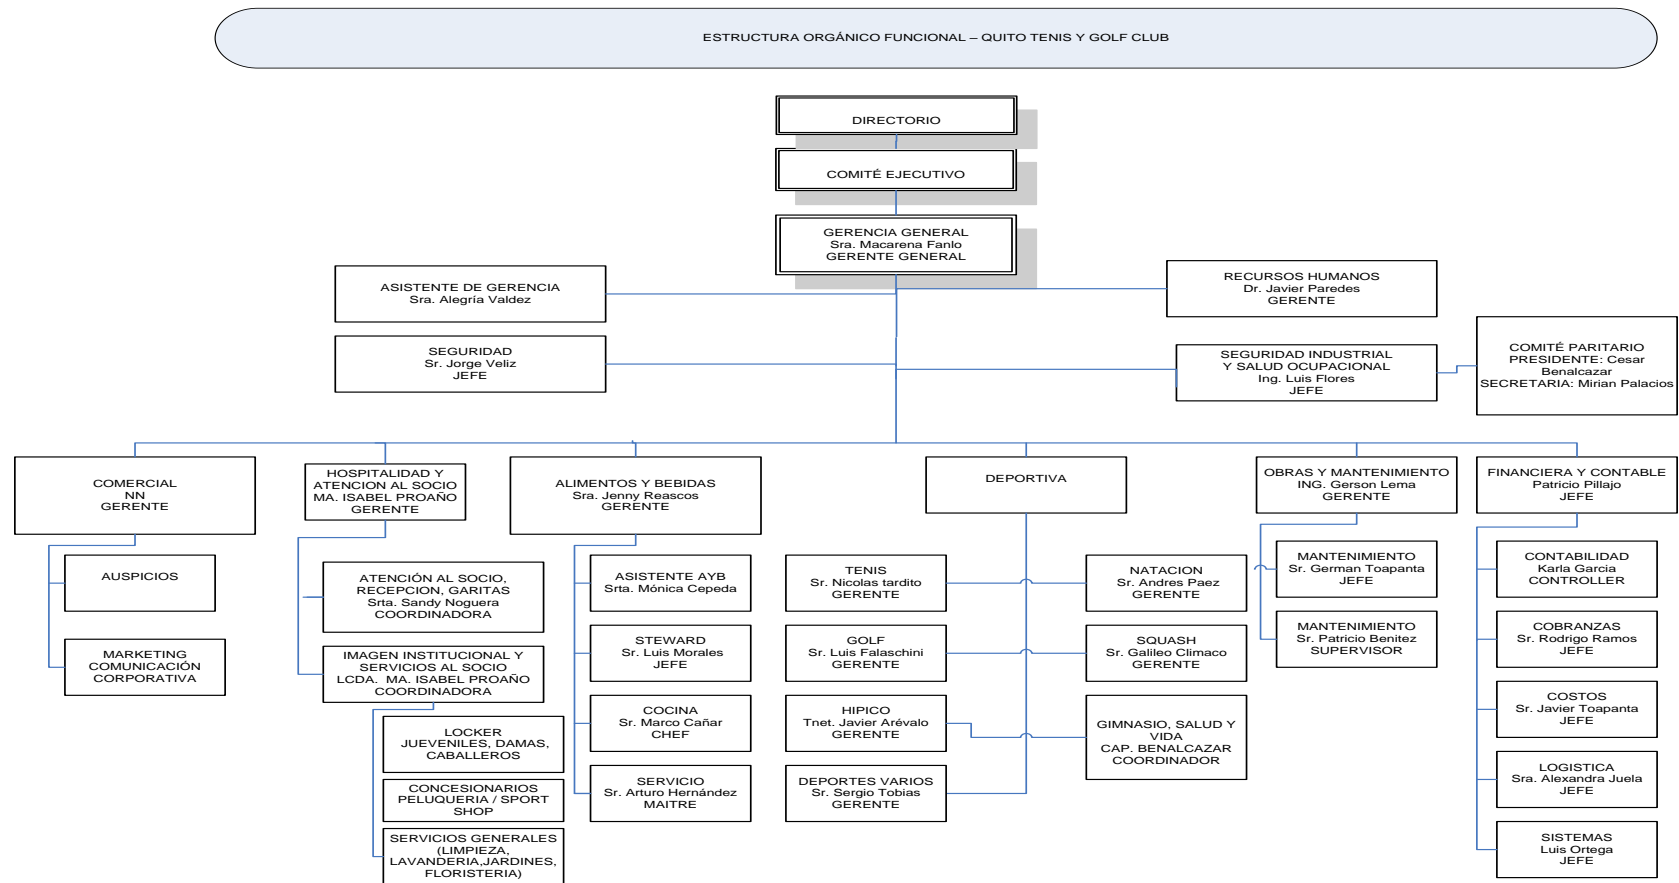 ESTRUCTURA ORGÁNICO FUNCIONAL – QUITO TENIS Y GOLF CLUB
DIRECTORIO
COMITÉ EJECUTIVO
GERENCIA GENERAL
Sra. Macarena Fanlo
GERENTE GENERAL
ASISTENTE DE GERENCIA
Sra. Alegría Valdez
RECURSOS HUMANOS
Dr. Javier Paredes
GERENTE
SEGURIDAD
Sr. Jorge Veliz
JEFE
SEGURIDAD INDUSTRIAL
Y SALUD OCUPACIONAL
Ing. Luis Flores
JEFE
COMITÉ PARITARIO
PRESIDENTE: Cesar
Benalcazar
SECRETARIA: Mirian Palacios
COMERCIAL
NN
GERENTE
AUSPICIOS
MARKETING
COMUNICACIÓN
CORPORATIVA
HOSPITALIDAD Y
ATENCION AL SOCIO
MA. ISABEL PROAÑO
GERENTE
ATENCIÓN AL SOCIO,
RECEPCION, GARITAS
Srta. Sandy Noguera
COORDINADORA
IMAGEN INSTITUCIONAL Y
SERVICIOS AL SOCIO
LCDA. MA. ISABEL PROAÑO
COORDINADORA
LOCKER
JUEVENILES, DAMAS,
CABALLEROS
CONCESIONARIOS
PELUQUERIA / SPORT
SHOP
SERVICIOS GENERALES
(LIMPIEZA,
LAVANDERIA,JARDINES,
FLORISTERIA)
ALIMENTOS Y BEBIDAS
Sra. Jenny Reascos
GERENTE
ASISTENTE AYB
Srta. Mónica Cepeda
STEWARD
Sr. Luis Morales
JEFE
COCINA
Sr. Marco Cañar
CHEF
SERVICIO
Sr. Arturo Hernández
MAITRE
DEPORTIVA
TENIS
Sr. Nicolas tardito
GERENTE
NATACION
Sr. Andres Paez
GERENTE
GOLF
Sr. Luis Falaschini
GERENTE
SQUASH
Sr. Galileo Climaco
GERENTE
HIPICO
Tnet. Javier Arévalo
GERENTE
GIMNASIO, SALUD Y
VIDA
CAP. BENALCAZAR
COORDINADOR
DEPORTES VARIOS
Sr. Sergio Tobias
GERENTE
OBRAS Y MANTENIMIENTO
ING. Gerson Lema
GERENTE
MANTENIMIENTO
Sr. German Toapanta
JEFE
MANTENIMIENTO
Sr. Patricio Benitez
SUPERVISOR
FINANCIERA Y CONTABLE
Patricio Pillajo
JEFE
CONTABILIDAD
Karla Garcia
CONTROLLER
COBRANZAS
Sr. Rodrigo Ramos
JEFE
COSTOS
Sr. Javier Toapanta
JEFE
LOGISTICA
Sra. Alexandra Juela
JEFE
SISTEMAS
Luis Ortega
JEFE